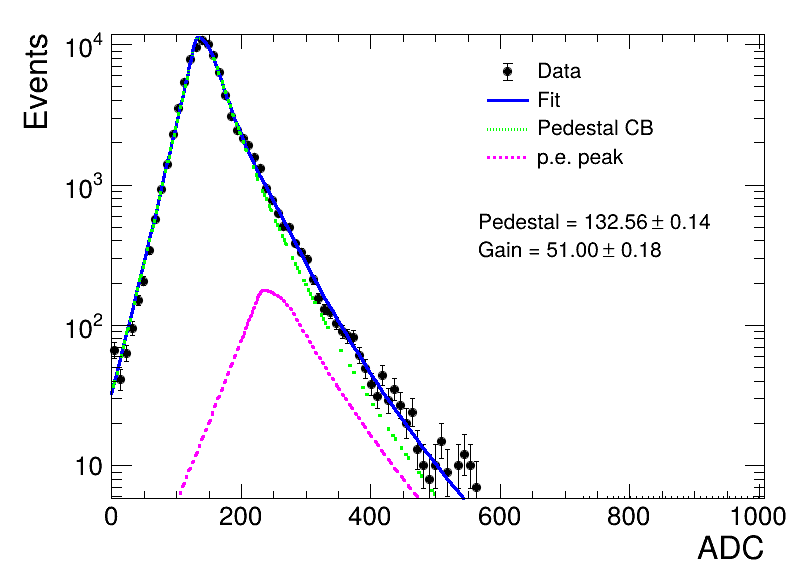 Events
10⁴
10³
10²
10
Data
Fit
Pedestal CB
p.e. peak
Pedestal = 132.56 ± 0.14
Gain = 51.00 ± 0.18
0 200 400 600 800 1000
ADC